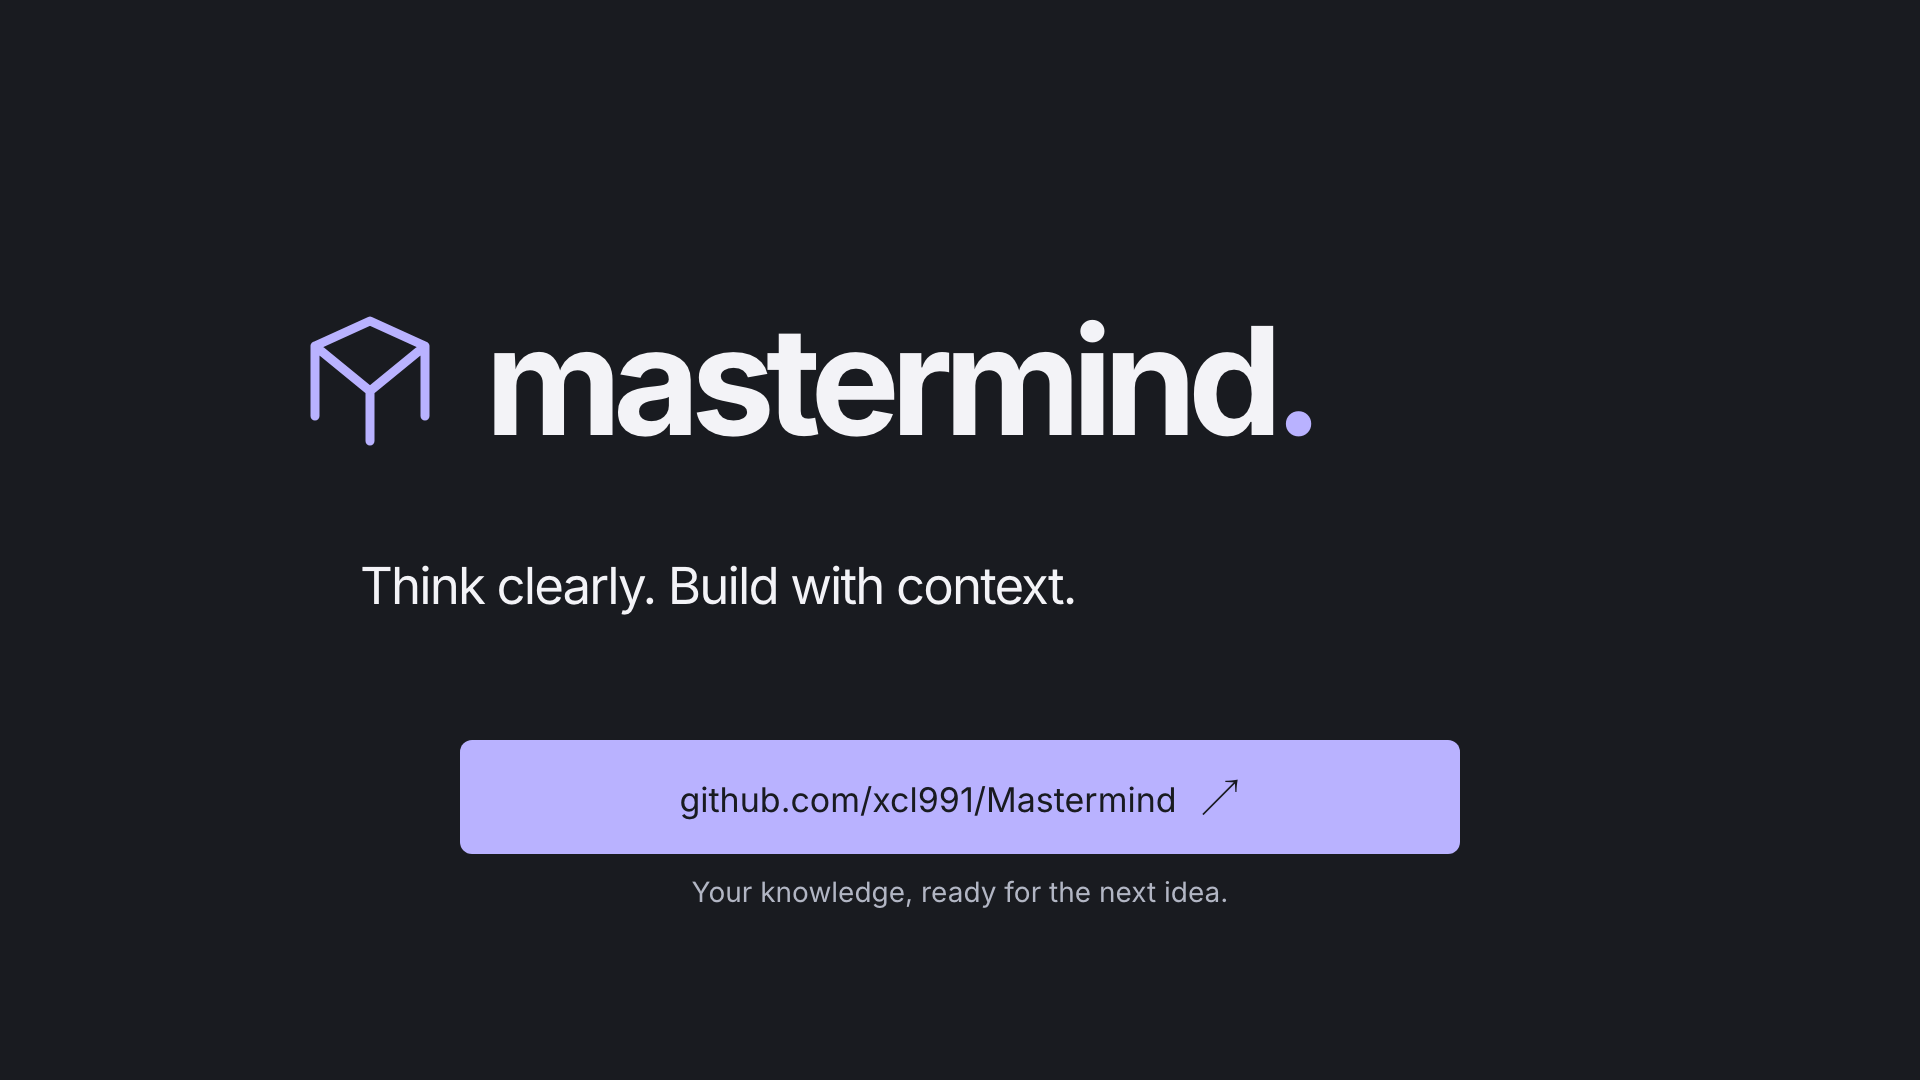 mastermind.
Think clearly. Build with context.
github.com/xcl991/Mastermind ↗
Your knowledge, ready for the next idea.